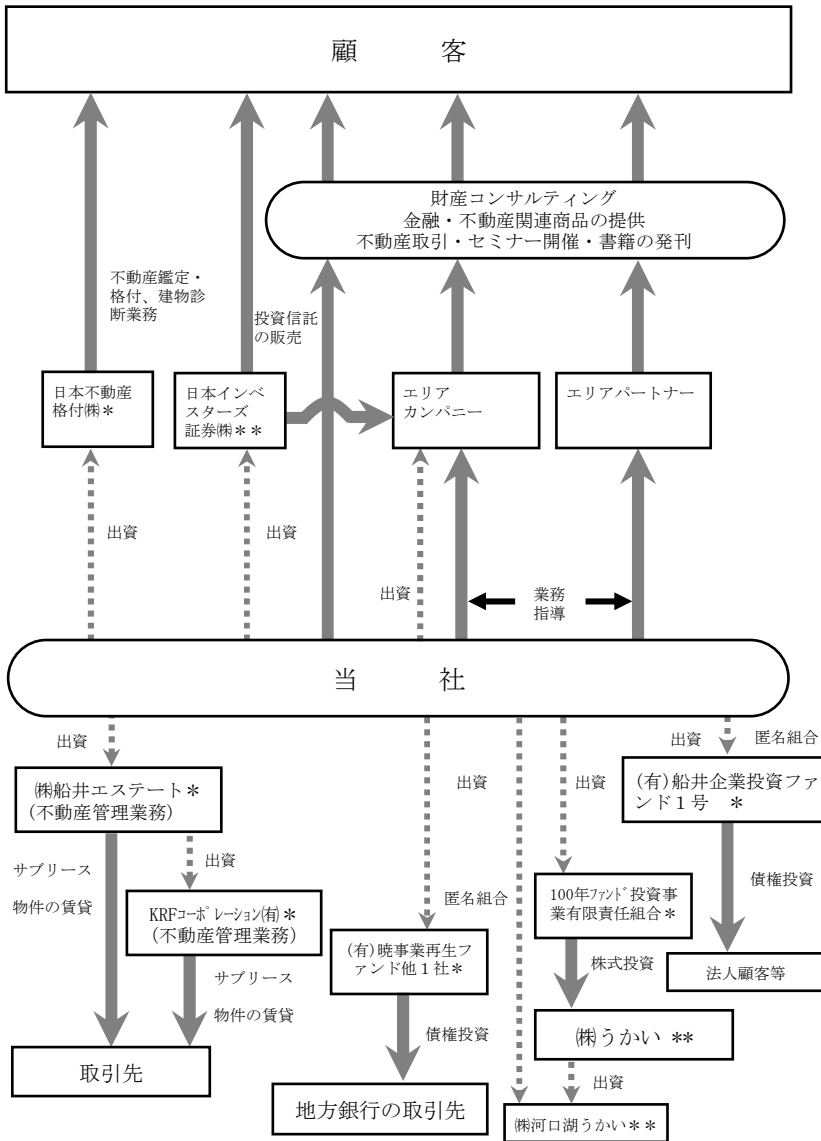 顧　客
財産コンサルティング
金融・不動産関連商品の提供
不動産取引・セミナー開催・書籍の発刊
不動産鑑定・
格付、建物診
断業務
投資信託
の販売
日本不動産
格付㈱＊
日本インベ
スターズ
証券㈱＊＊
エリア
カンパニー
エリアパートナー
出資
出資
出資
業務
指導
当　社
出資
出資
出資
出資
匿名組合
㈱船井エステート＊
(不動産管理業務)
(有)船井企業投資ファ
ンド１号　＊
サブリース
物件の賃貸
出資
KRFコーポレーション㈲＊
(不動産管理業務)
匿名組合
100年ファンド投資事
業有限責任組合＊
債権投資
(有)暁事業再生フ
ァンド他１社＊
サブリース
物件の賃貸
株式投資
法人顧客等
債権投資
㈱うかい **
取引先
出資
地方銀行の取引先
㈱河口湖うかい＊＊